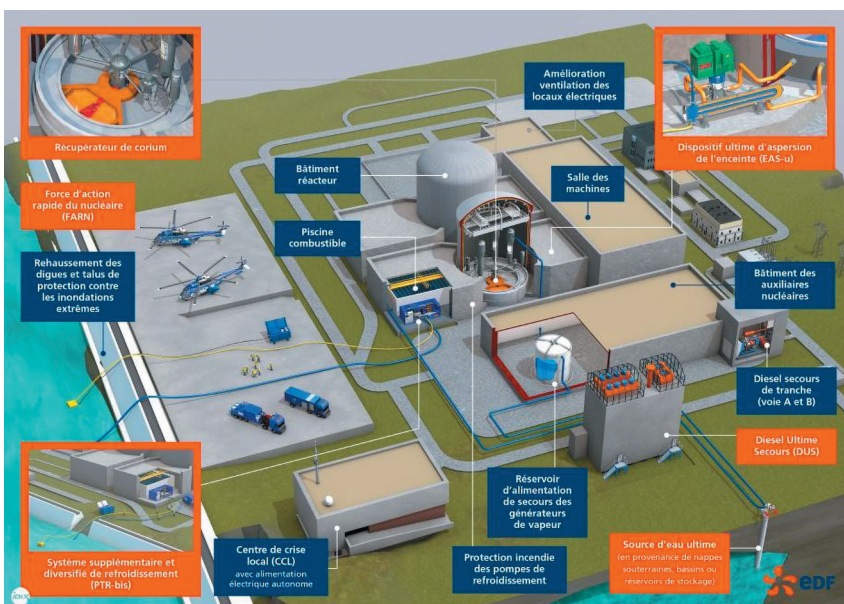 Récupérateur de corium
Amélioration
ventilation des
locaux électriques
Dispositif ultime d'aspersion
de l'enceinte (EAS-u)
Bâtiment
réacteur
Salle des
machines
Force d'action
rapide du nucléaire
(FARN)
Piscine
combustible
Rehaussement des
digues et talus de
protection contre
les inondations
extrêmes
Bâtiment des
auxiliaires
nucléaires
Diesel secours
de tranche
(voie A et B)
Diesel Ultime
Secours (DUS)
Réservoir
d'alimentation
de secours des
générateurs
de vapeur
Système supplémentaire et
diversifié de refroidissement
(PTR-bis)
Centre de crise
local (CCL)
avec alimentation
électrique autonome
Protection incendie
des pompes de
refroidissement
Source d'eau ultime
(en provenance de nappes
souterraines, bassins ou
réservoirs de stockage)
edf